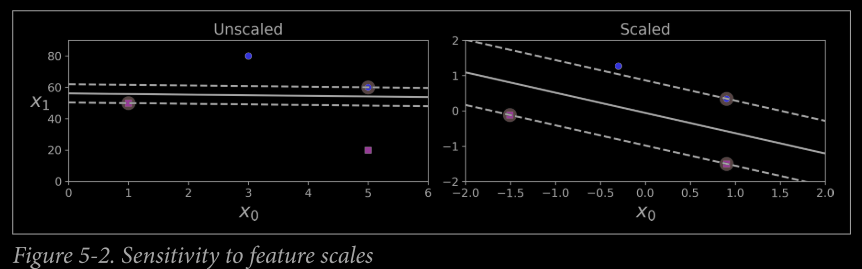 Unscaled
80
60
x₁
40
20
0
0 1 2 3 4 5 6
x₀
Scaled
2
1
0
−1
−2
−2.0 −1.5 −1.0 −0.5 0.0 0.5 1.0 1.5 2.0
x₀
Figure 5-2. Sensitivity to feature scales